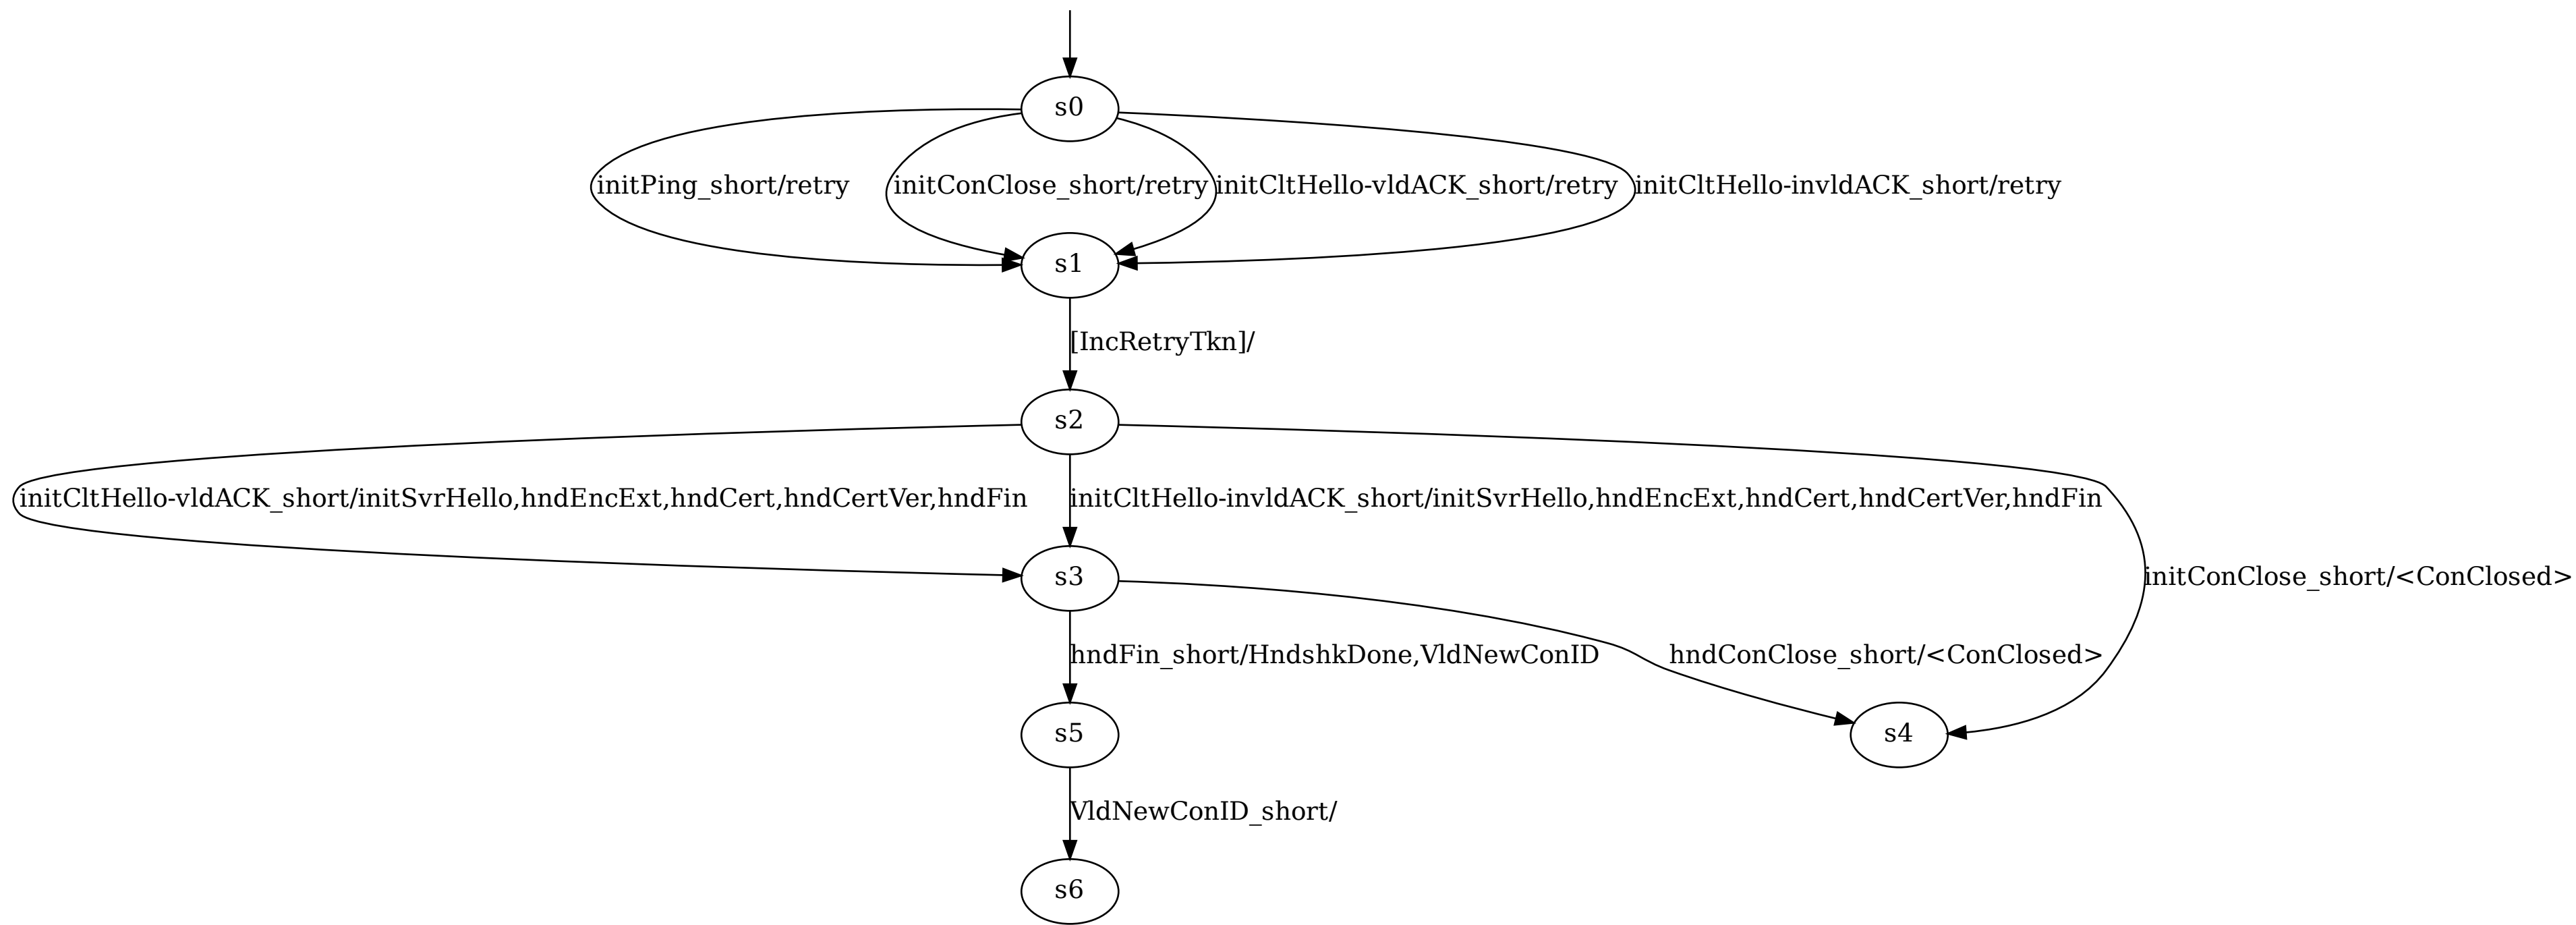 s0
initPing_short/retry
initConClose_short/retry
initCltHello-vldACK_short/retry
initCltHello-invldACK_short/retry
s1
[IncRetryTkn]/
s2
initCltHello-vldACK_short/initSvrHello,hndEncExt,hndCert,hndCertVer,hndFin
initCltHello-invldACK_short/initSvrHello,hndEncExt,hndCert,hndCertVer,hndFin
s3
initConClose_short/<ConClosed>
hndFin_short/HndshkDone,VldNewConID
hndConClose_short/<ConClosed>
s5
s4
VldNewConID_short/
s6